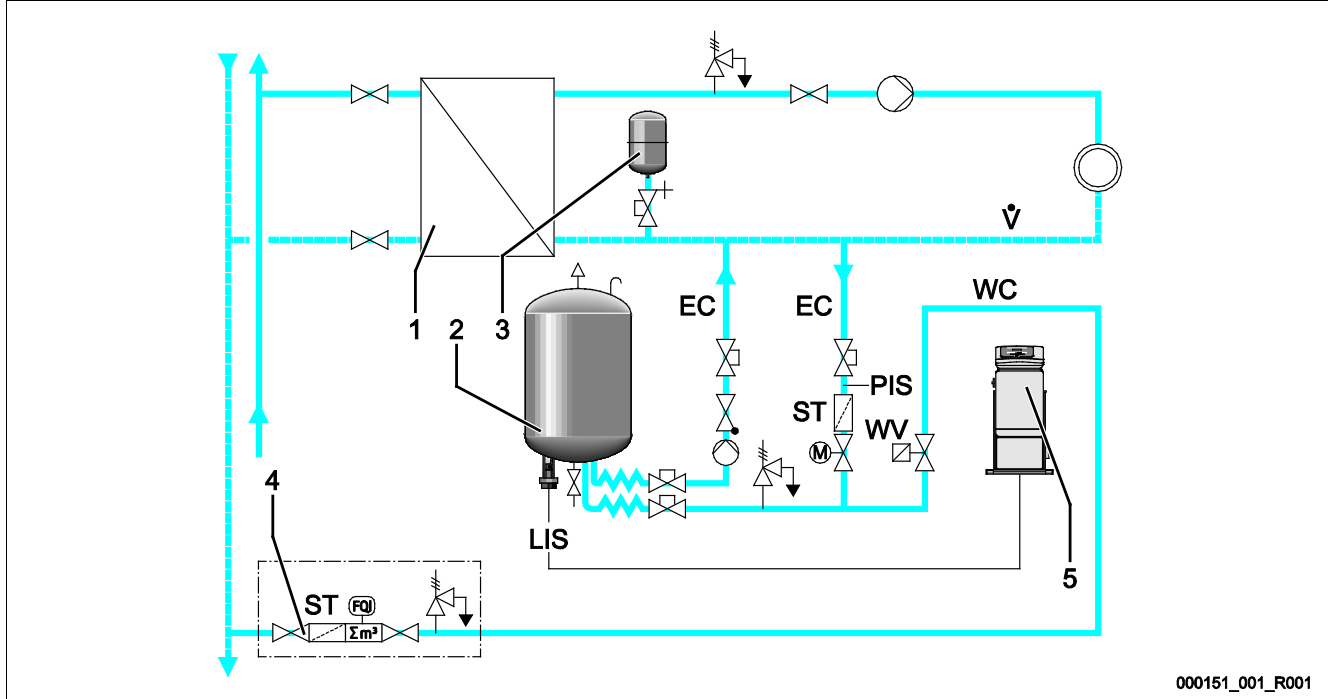 V̇
EC
EC
WC
1
2
3
PIS
ST
WV
M
4
LIS
5
ST
FQI
Σm³
000151_001_R001